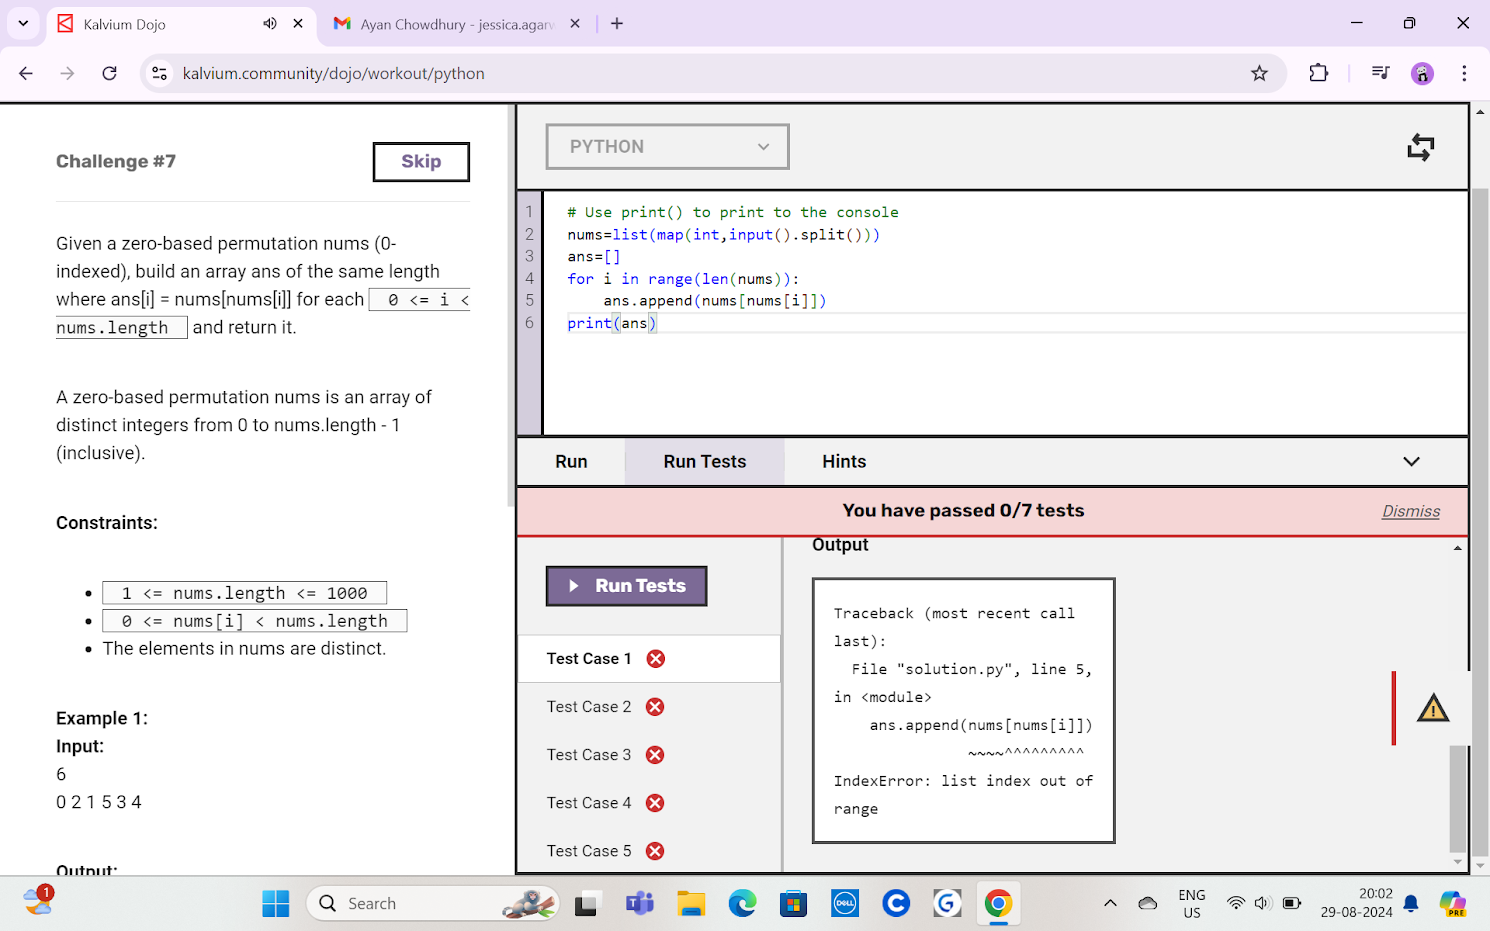 Kalvium Dojo
Ayan Chowdhury - jessica.agarw
kalvium.community/dojo/workout/python
Challenge #7
Skip
Given a zero-based permutation nums (0-
indexed), build an array ans of the same length
where ans[i] = nums[nums[i]] for each 0 <= i <
nums.length and return it.
A zero-based permutation nums is an array of
distinct integers from 0 to nums.length - 1
(inclusive).
Constraints:
1 <= nums.length <= 1000
0 <= nums[i] < nums.length
The elements in nums are distinct.
Example 1:
Input:
6
0 2 1 5 3 4
Output:
PYTHON
1 # Use print() to print to the console
2 nums=list(map(int,input().split()))
3 ans=[]
4 for i in range(len(nums)):
5 ans.append(nums[nums[i]])
6 print(ans)
Run Run Tests Hints
You have passed 0/7 tests
Dismiss
Run Tests
Test Case 1
Test Case 2
Test Case 3
Test Case 4
Test Case 5
Output
Traceback (most recent call
last):
File "solution.py", line 5,
in <module>
ans.append(nums[nums[i]])
~~~~^^^^^^^^^
IndexError: list index out of
range
1
Search
DELL
ENG
US
20:02
29-08-2024
PRE